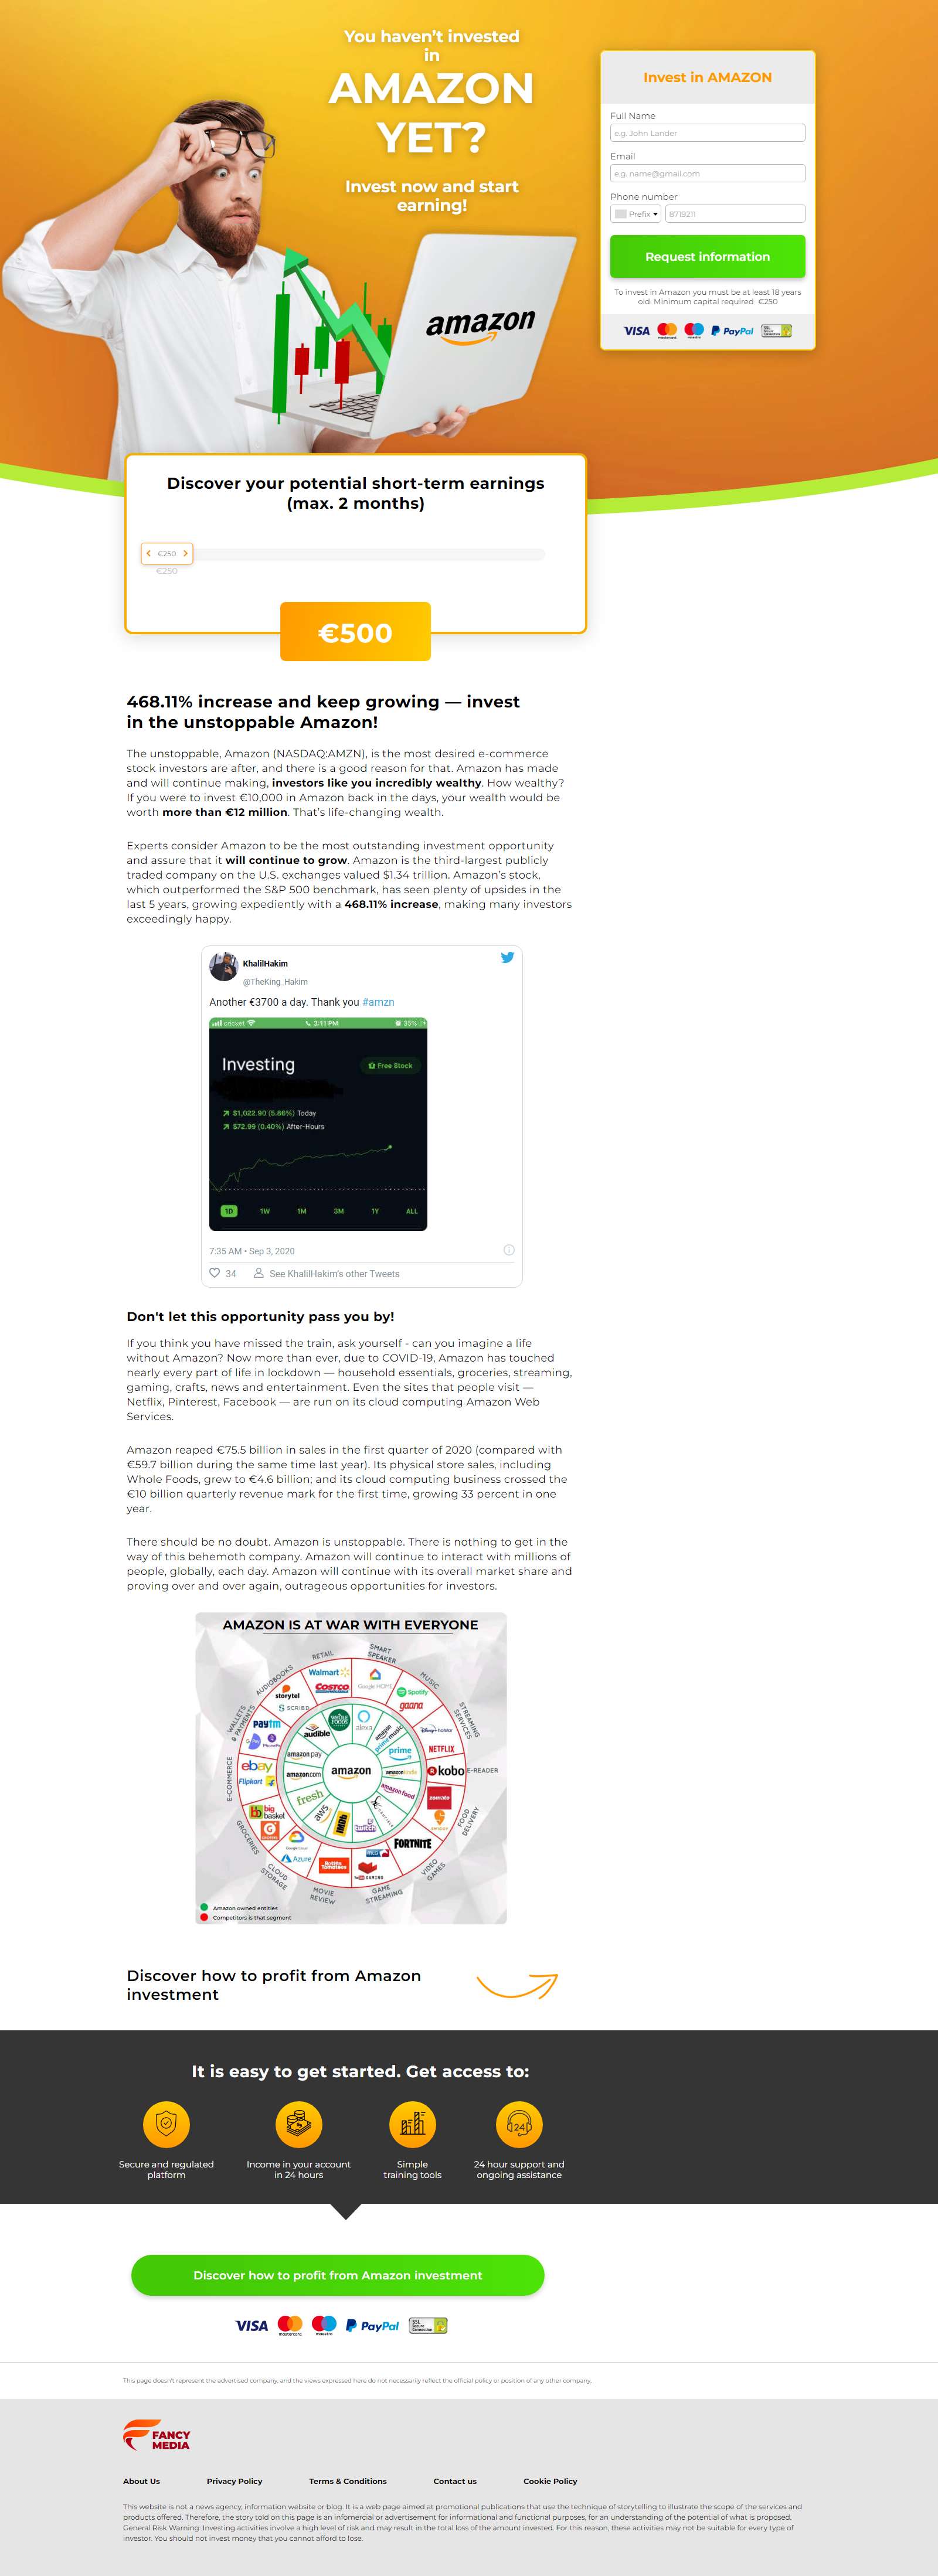 You haven't invested
in
AMAZON
YET?
Invest now and start
earning!
amazon
Invest in AMAZON
Full Name
e.g. John Lander
Email
e.g. name@gmail.com
Phone number
Prefix
8719211
Request information
To invest in Amazon you must be at least 18 years
old. Minimum capital required €250
VISA mastercard maestro PayPal SSL Secure Connection
Discover your potential short-term earnings
(max. 2 months)
€250
€250
€500
468.11% increase and keep growing — invest
in the unstoppable Amazon!
The unstoppable, Amazon (NASDAQ:AMZN), is the most desired e-commerce
stock investors are after, and there is a good reason for that. Amazon has made
and will continue making, investors like you incredibly wealthy. How wealthy?
If you were to invest €10,000 in Amazon back in the days, your wealth would be
worth more than €12 million. That's life-changing wealth.
Experts consider Amazon to be the most outstanding investment opportunity
and assure that it will continue to grow. Amazon is the third-largest publicly
traded company on the U.S. exchanges valued $1.34 trillion. Amazon's stock,
which outperformed the S&P 500 benchmark, has seen plenty of upsides in the
last 5 years, growing expediently with a 468.11% increase, making many investors
exceedingly happy.
KhalilHakim
@TheKing_Hakim
Another €3700 a day. Thank you #amzn
cricket 3:11 PM 35%
Investing
Free Stock
$1,022.90 (5.86%) Today
$72.99 (0.40%) After-Hours
1D 1W 1M 3M 1Y ALL
7:35 AM • Sep 3, 2020
34 See KhalilHakim's other Tweets
Don't let this opportunity pass you by!
If you think you have missed the train, ask yourself - can you imagine a life
without Amazon? Now more than ever, due to COVID-19, Amazon has touched
nearly every part of life in lockdown — household essentials, groceries, streaming,
gaming, crafts, news and entertainment. Even the sites that people visit —
Netflix, Pinterest, Facebook — are run on its cloud computing Amazon Web
Services.
Amazon reaped €75.5 billion in sales in the first quarter of 2020 (compared with
€59.7 billion during the same time last year). Its physical store sales, including
Whole Foods, grew to €4.6 billion; and its cloud computing business crossed the
€10 billion quarterly revenue mark for the first time, growing 33 percent in one
year.
There should be no doubt. Amazon is unstoppable. There is nothing to get in the
way of this behemoth company. Amazon will continue to interact with millions of
people, globally, each day. Amazon will continue with its overall market share and
proving over and over again, outrageous opportunities for investors.
AMAZON IS AT WAR WITH EVERYONE
RETAIL
SMART SPEAKER
MUSIC
STREAMING SERVICES
E-READER
FOOD DELIVERY
VIDEO GAMES
GAME STREAMING
MOVIE REVIEW
CLOUD STORAGE
GROCERIES
E-COMMERCE
WALLETS & PAYMENTS
AUDIOBOOKS
Walmart
COSTCO
Google HOME
Spotify
gaana
Disney+ hotstar
NETFLIX
kobo
zomato
FORTNITE
YouTube GAMING
Rotten Tomatoes
Google Cloud
Azure
big basket
ebay
Flipkart
paytm
PhonePe
storytel
SCRIBD
WHOLE FOODS
alexa
amazon prime music
prime
amazonkindle
amazon food
twitch
IMDb
aws
fresh
amazon.com
amazon pay
audible
amazon
Amazon owned entities
Competitors is that segment
Discover how to profit from Amazon
investment
It is easy to get started. Get access to:
Secure and regulated
platform
Income in your account
in 24 hours
Simple
training tools
24
24 hour support and
ongoing assistance
Discover how to profit from Amazon investment
VISA mastercard maestro PayPal SSL Secure Connection
This page doesn't represent the advertised company, and the views expressed here do not necessarily reflect the official policy or position of any other company.
FANCY
MEDIA
About Us Privacy Policy Terms & Conditions Contact us Cookie Policy
This website is not a news agency, information website or blog. It is a web page aimed at promotional publications that use the technique of storytelling to illustrate the scope of the services and
products offered. Therefore, the story told on this page is an infomercial or advertisement for informational and functional purposes, for an understanding of the potential of what is proposed.
General Risk Warning: Investing activities involve a high level of risk and may result in the total loss of the amount invested. For this reason, these activities may not be suitable for every type of
investor. You should not invest money that you cannot afford to lose.